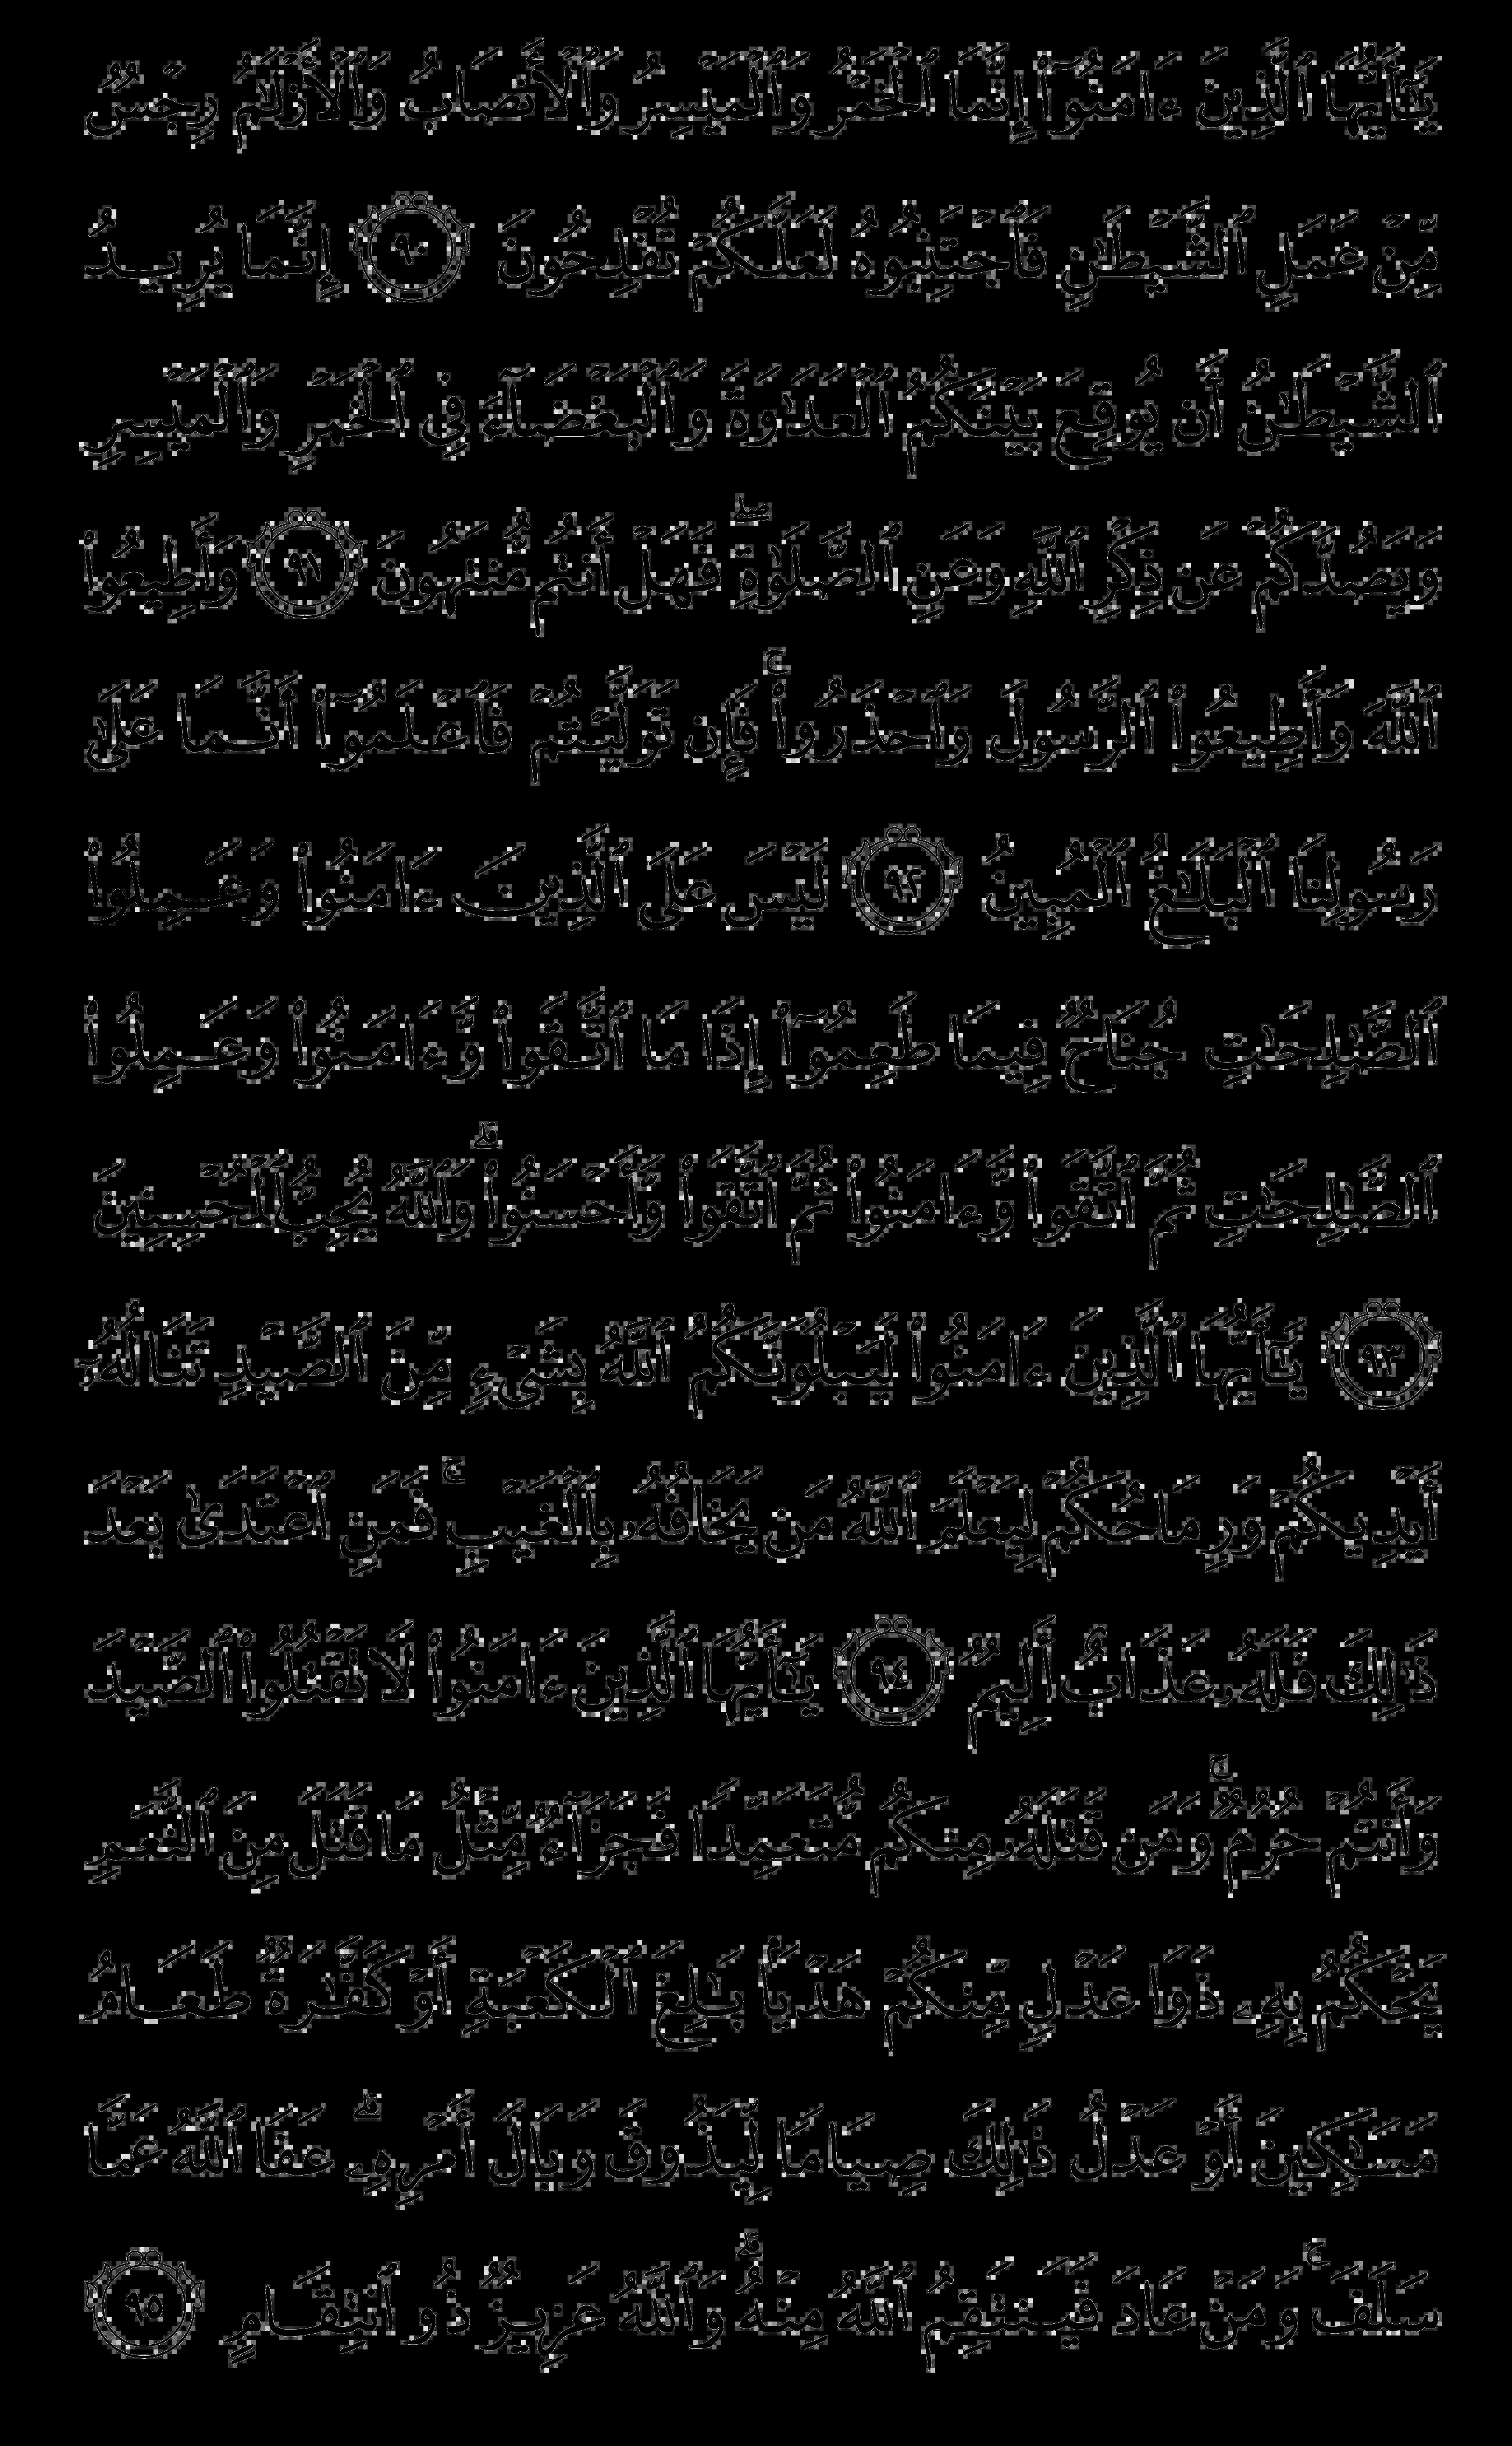 يَٰٓأَيُّهَا ٱلَّذِينَ ءَامَنُوٓا۟ إِنَّمَا ٱلْخَمْرُ وَٱلْمَيْسِرُ وَٱلْأَنصَابُ وَٱلْأَزْلَٰمُ رِجْسٌ
مِّنْ عَمَلِ ٱلشَّيْطَٰنِ فَٱجْتَنِبُوهُ لَعَلَّكُمْ تُفْلِحُونَ ٩٠ إِنَّمَا يُرِيدُ
ٱلشَّيْطَٰنُ أَن يُوقِعَ بَيْنَكُمُ ٱلْعَدَٰوَةَ وَٱلْبَغْضَآءَ فِى ٱلْخَمْرِ وَٱلْمَيْسِرِ
وَيَصُدَّكُمْ عَن ذِكْرِ ٱللَّهِ وَعَنِ ٱلصَّلَوٰةِ ۖ فَهَلْ أَنتُم مُّنتَهُونَ ٩١ وَأَطِيعُوا۟
ٱللَّهَ وَأَطِيعُوا۟ ٱلرَّسُولَ وَٱحْذَرُوا۟ ۚ فَإِن تَوَلَّيْتُمْ فَٱعْلَمُوٓا۟ أَنَّمَا عَلَىٰ
رَسُولِنَا ٱلْبَلَٰغُ ٱلْمُبِينُ ٩٢ لَيْسَ عَلَى ٱلَّذِينَ ءَامَنُوا۟ وَعَمِلُوا۟
ٱلصَّٰلِحَٰتِ جُنَاحٌ فِيمَا طَعِمُوٓا۟ إِذَا مَا ٱتَّقَوا۟ وَّءَامَنُوا۟ وَعَمِلُوا۟
ٱلصَّٰلِحَٰتِ ثُمَّ ٱتَّقَوا۟ وَّءَامَنُوا۟ ثُمَّ ٱتَّقَوا۟ وَّأَحْسَنُوا۟ ۗ وَٱللَّهُ يُحِبُّ ٱلْمُحْسِنِينَ
٩٣ يَٰٓأَيُّهَا ٱلَّذِينَ ءَامَنُوا۟ لَيَبْلُوَنَّكُمُ ٱللَّهُ بِشَىْءٍ مِّنَ ٱلصَّيْدِ تَنَالُهُۥٓ
أَيْدِيكُمْ وَرِمَاحُكُمْ لِيَعْلَمَ ٱللَّهُ مَن يَخَافُهُۥ بِٱلْغَيْبِ ۚ فَمَنِ ٱعْتَدَىٰ بَعْدَ
ذَٰلِكَ فَلَهُۥ عَذَابٌ أَلِيمٌ ٩٤ يَٰٓأَيُّهَا ٱلَّذِينَ ءَامَنُوا۟ لَا تَقْتُلُوا۟ ٱلصَّيْدَ
وَأَنتُمْ حُرُمٌ ۚ وَمَن قَتَلَهُۥ مِنكُم مُّتَعَمِّدًا فَجَزَآءٌ مِّثْلُ مَا قَتَلَ مِنَ ٱلنَّعَمِ
يَحْكُمُ بِهِۦ ذَوَا عَدْلٍ مِّنكُمْ هَدْيًۢا بَٰلِغَ ٱلْكَعْبَةِ أَوْ كَفَّٰرَةٌ طَعَامُ
مَسَٰكِينَ أَوْ عَدْلُ ذَٰلِكَ صِيَامًا لِّيَذُوقَ وَبَالَ أَمْرِهِۦ ۗ عَفَا ٱللَّهُ عَمَّا
سَلَفَ ۚ وَمَنْ عَادَ فَيَنتَقِمُ ٱللَّهُ مِنْهُ ۗ وَٱللَّهُ عَزِيزٌ ذُو ٱنتِقَامٍ ٩٥